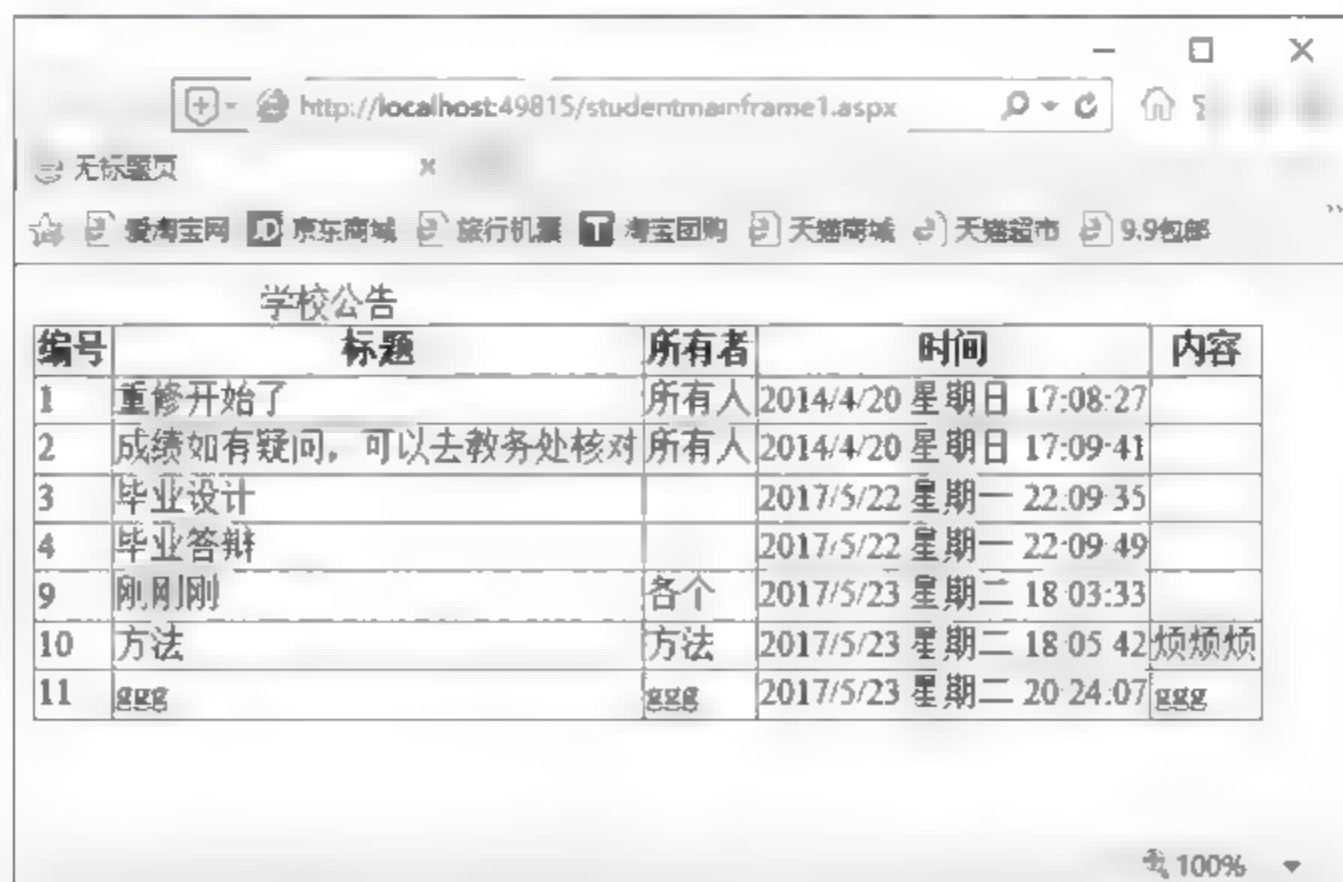 http://localhost:49815/studentmainframe1.aspx
无标题页
爱淘宝网 京东商城 旅行机票 淘宝团购 天猫商城 天猫超市 9.9包邮
学校公告
编号 标题 所有者 时间 内容
1 重修开始了 所有人 2014/4/20 星期日 17:08:27
2 成绩如有疑问，可以去教务处核对 所有人 2014/4/20 星期日 17:09:41
3 毕业设计 2017/5/22 星期一 22:09:35
4 毕业答辩 2017/5/22 星期一 22:09:49
9 刚刚刚 各个 2017/5/23 星期二 18:03:33
10 方法 方法 2017/5/23 星期二 18:05:42 烦烦烦
11 ggg ggg 2017/5/23 星期二 20:24:07 ggg
100%